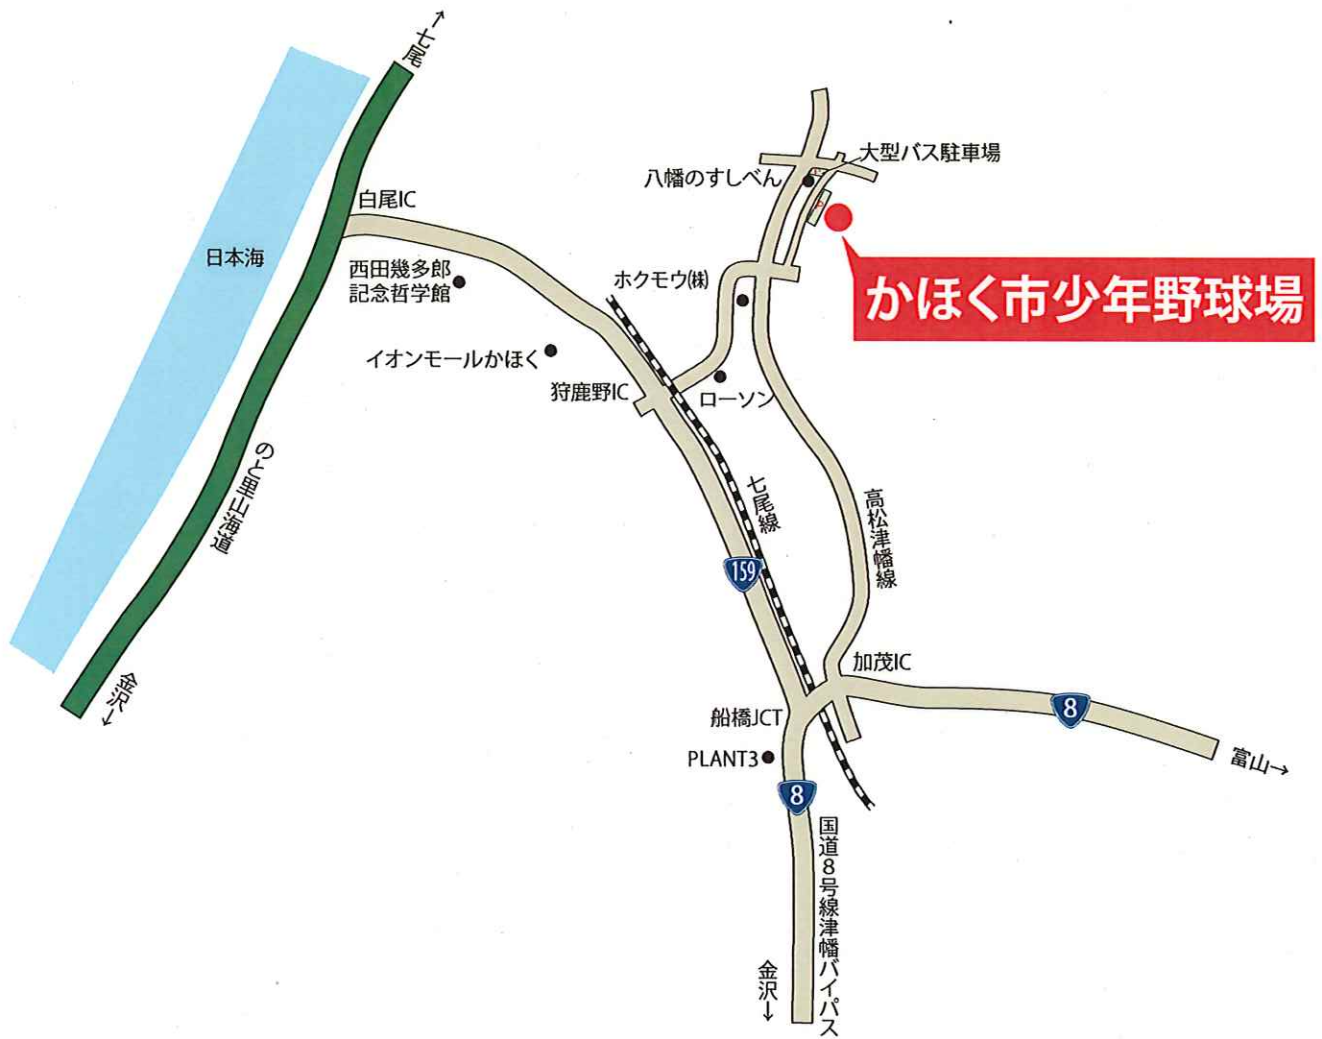 ↑七尾
大型バス駐車場
八幡のすしべん
P
P
白尾IC
日本海
西田幾多郎
記念哲学館
ホクモウ㈱
かほく市少年野球場
イオンモールかほく
狩鹿野IC
ローソン
のと里山海道
七尾線
高松津幡線
159
加茂IC
金沢↓
船橋JCT
8
PLANT3
富山→
8
国道8号線津幡バイパス
金沢↓